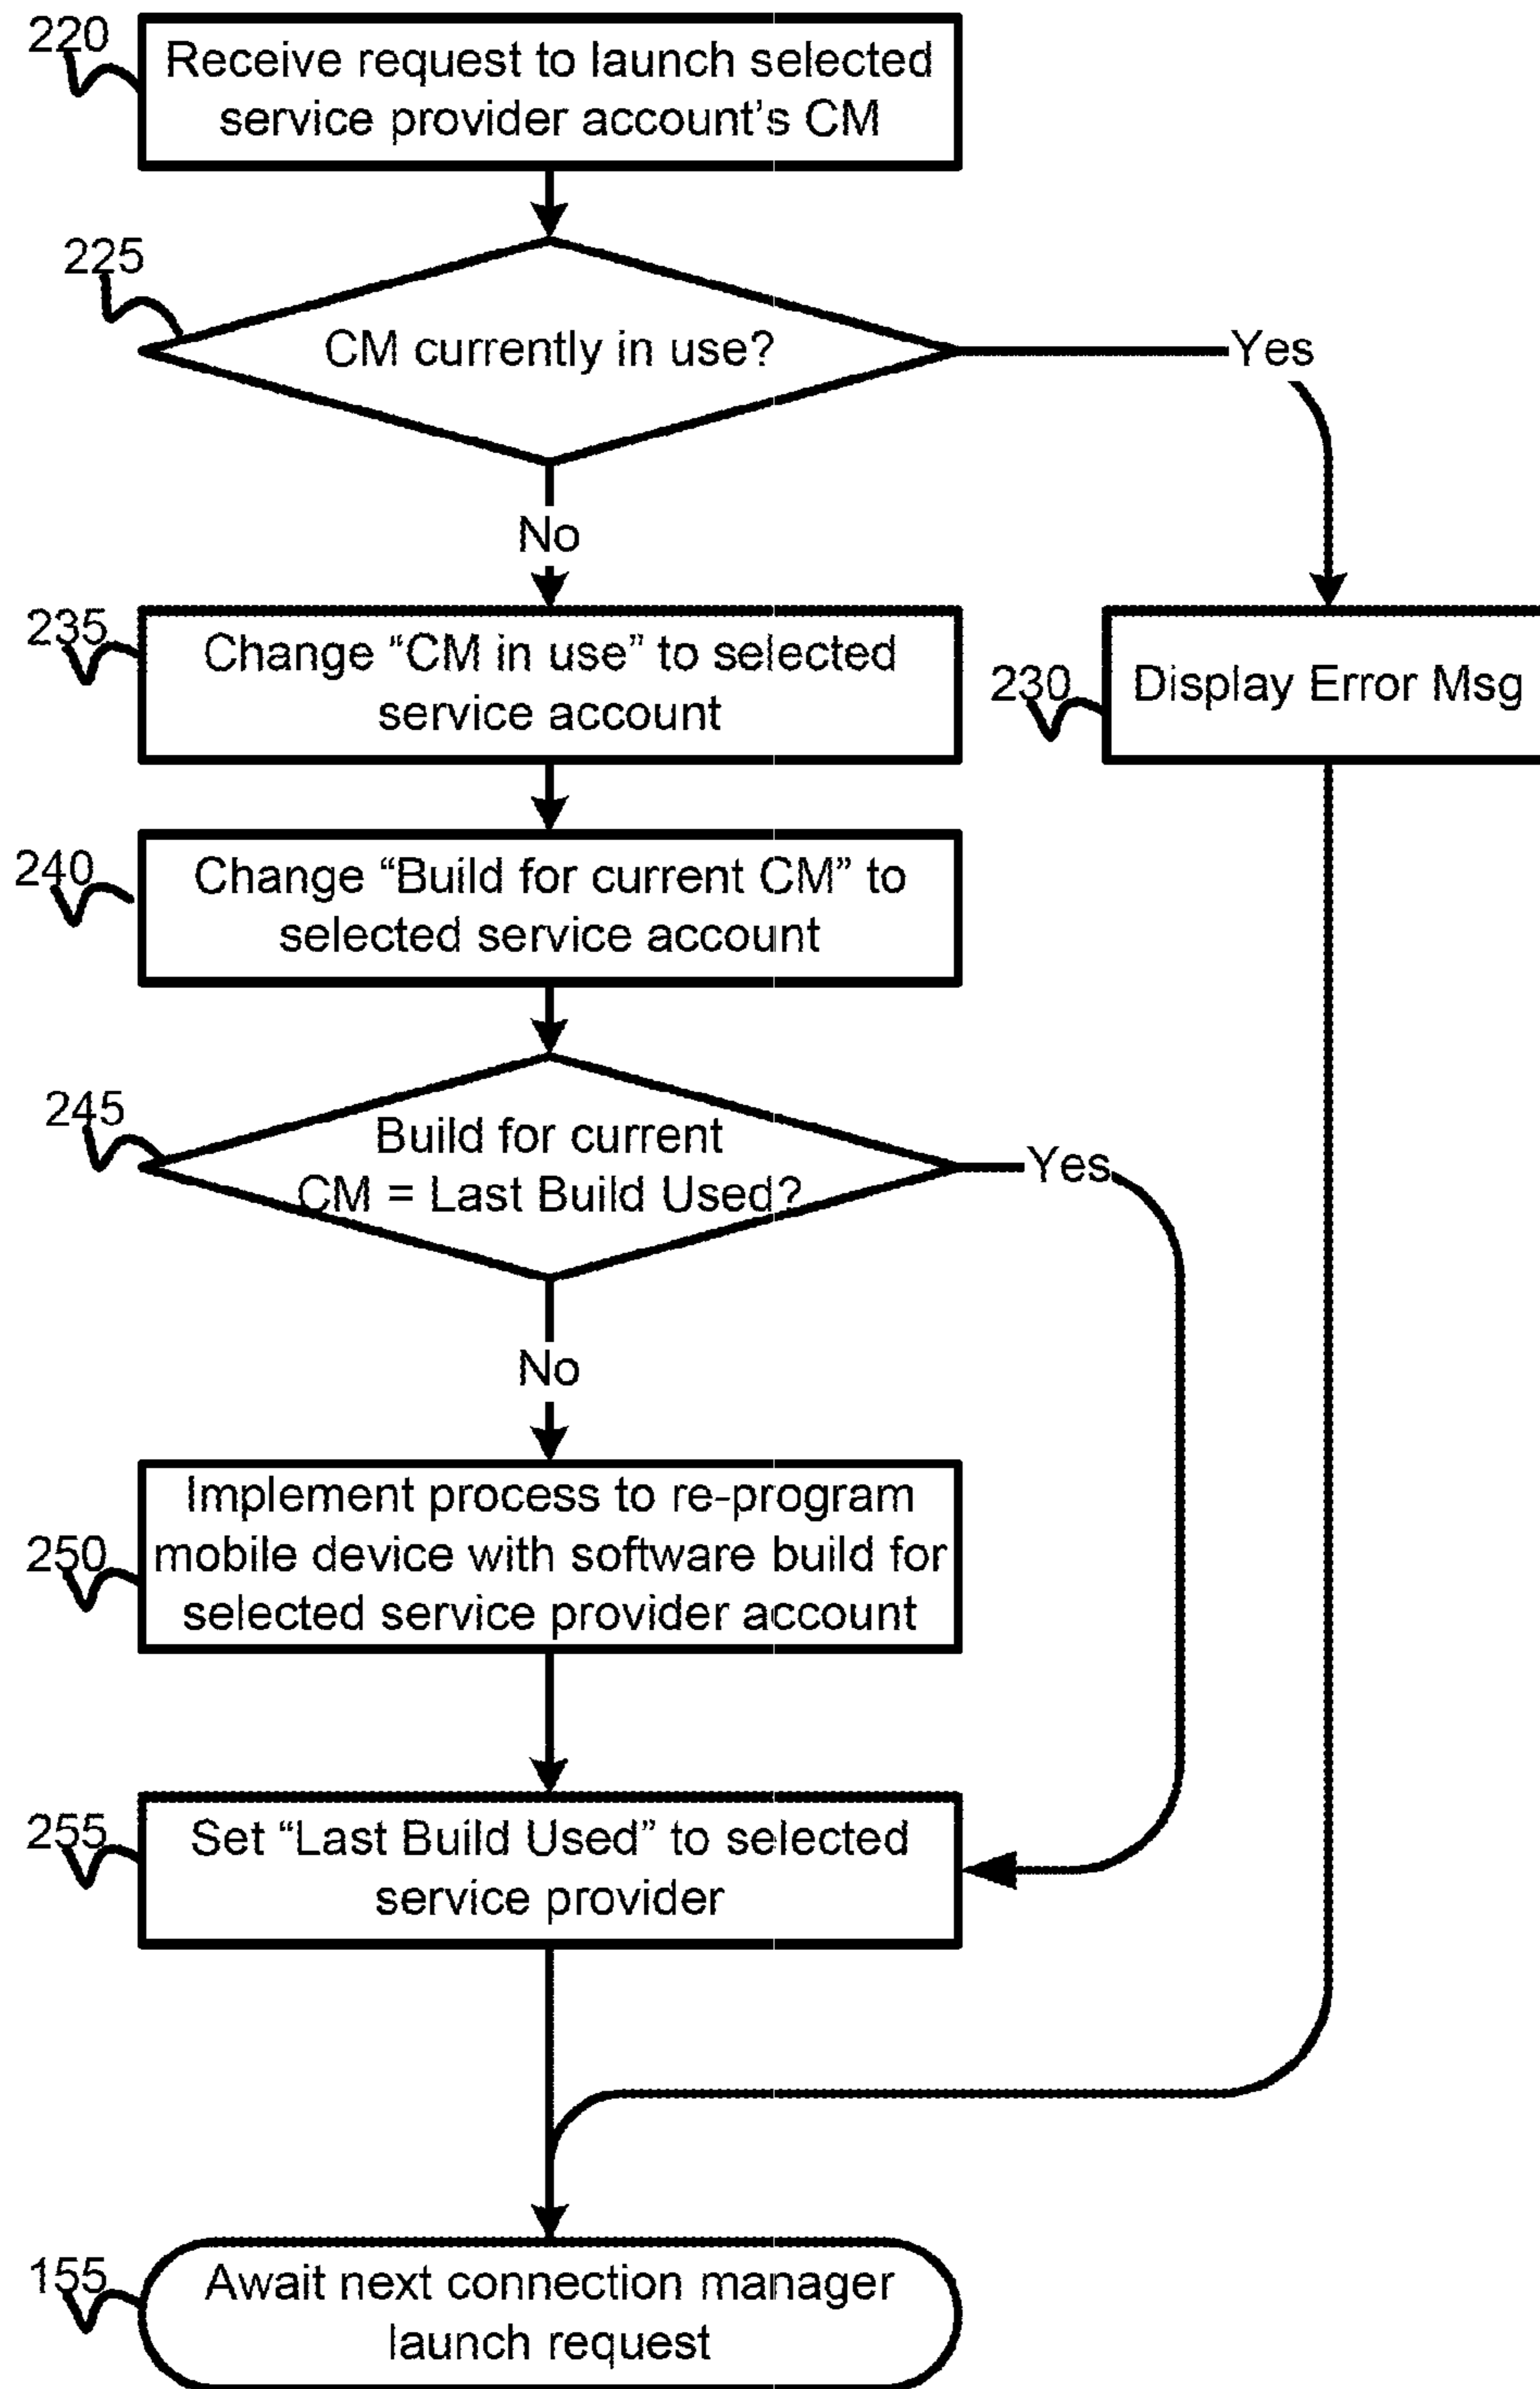 220
Receive request to launch selected
service provider account's CM
225
CM currently in use?
Yes
No
235
Change “CM in use” to selected
service account
230
Display Error Msg
240
Change “Build for current CM” to
selected service account
245
Build for current
CM = Last Build Used?
Yes
No
250
Implement process to re-program
mobile device with software build for
selected service provider account
255
Set “Last Build Used” to selected
service provider
155
Await next connection manager
launch request